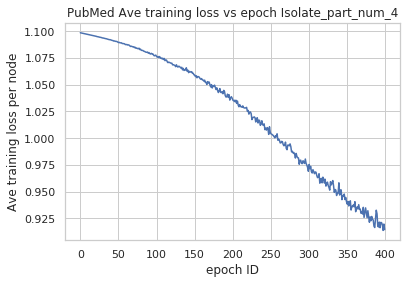 PubMed Ave training loss vs epoch Isolate_part_num_4
Ave training loss per node
1.100
1.075
1.050
1.025
1.000
0.975
0.950
0.925
0 50 100 150 200 250 300 350 400
epoch ID